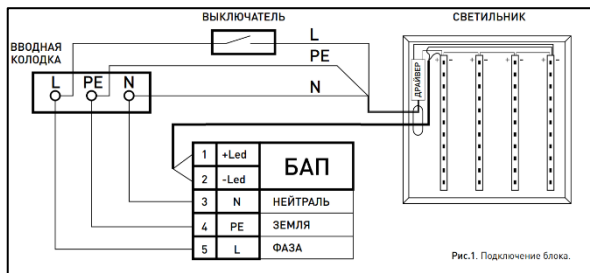 ВЫКЛЮЧАТЕЛЬ
СВЕТИЛЬНИК
ВВОДНАЯ
КОЛОДКА
L
PE
N
L PE N
ДРАЙВЕР
+ − + − + − + −
1 +Led
2 -Led
БАП
3 N НЕЙТРАЛЬ
4 PE ЗЕМЛЯ
5 L ФАЗА
Рис.1. Подключение блока.